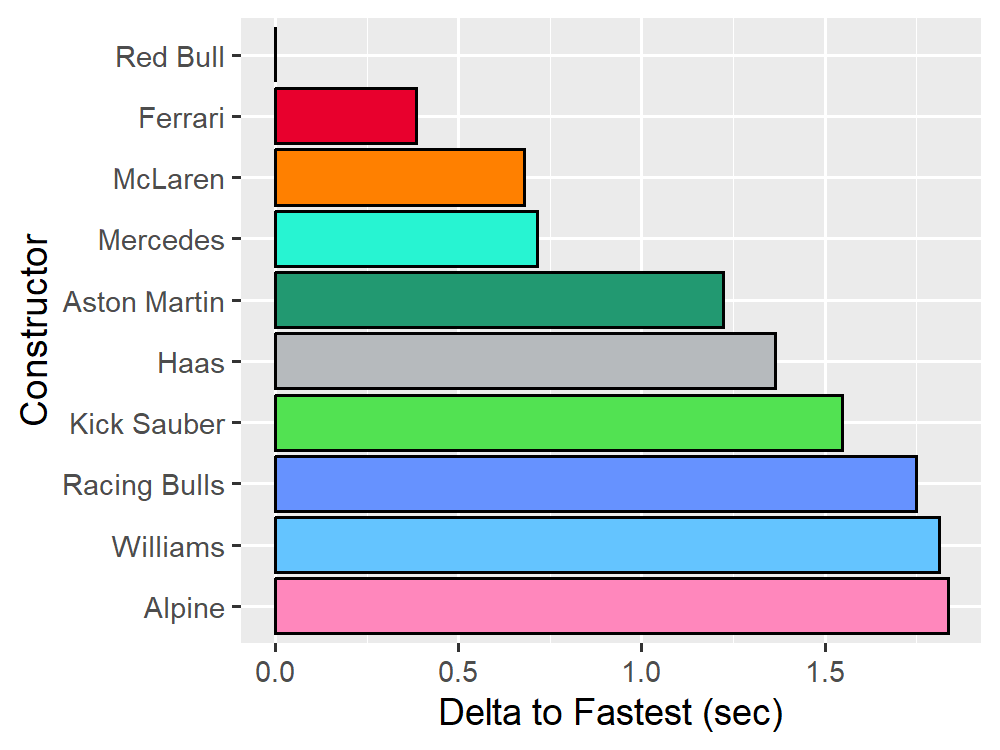 Red Bull
Ferrari
McLaren
Mercedes
Aston Martin
Haas
Kick Sauber
Racing Bulls
Williams
Alpine
Constructor
0.0 0.5 1.0 1.5
Delta to Fastest (sec)